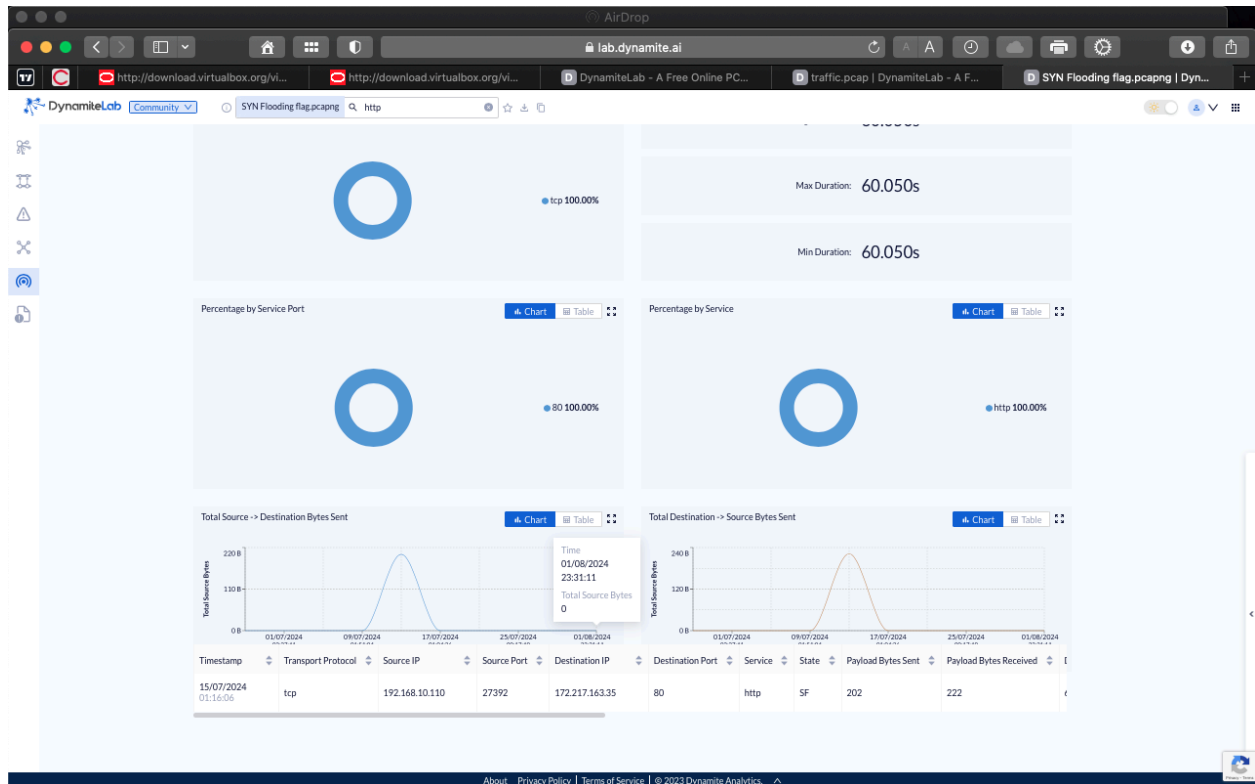 AirDrop
lab.dynamite.ai
A A
17
http://download.virtualbox.org/vi...
http://download.virtualbox.org/vi...
D DynamiteLab - A Free Online PC...
D traffic.pcap | DynamiteLab - A F...
D SYN Flooding flag.pcapng | Dyn...
DynamiteLab Community
SYN Flooding flag.pcapng http
tcp 100.00%
Max Duration: 60.050s
Min Duration: 60.050s
Percentage by Service Port Chart Table
80 100.00%
Percentage by Service Chart Table
http 100.00%
Total Source -> Destination Bytes Sent Chart Table
Total Source Bytes
220 B
110 B
0 B
01/07/2024 09/07/2024 17/07/2024 25/07/2024 01/08/2024
Time
01/08/2024
23:31:11
Total Source Bytes
0
Total Destination -> Source Bytes Sent Chart Table
Total Source Bytes
240 B
120 B
0 B
01/07/2024 09/07/2024 17/07/2024 25/07/2024 01/08/2024
Timestamp Transport Protocol Source IP Source Port Destination IP Destination Port Service State Payload Bytes Sent Payload Bytes Received
15/07/2024 tcp 192.168.10.110 27392 172.217.163.35 80 http SF 202 222
01:16:06
About Privacy Policy | Terms of Service | © 2023 Dynamite Analytics.